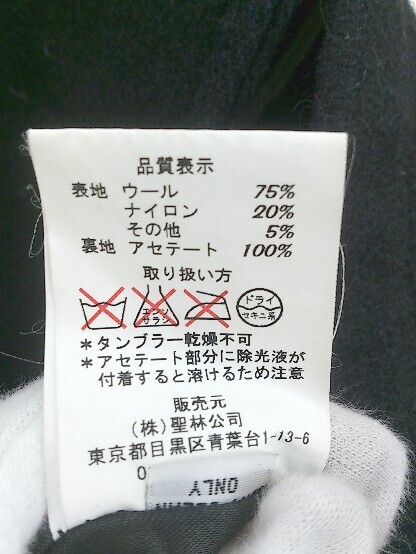 品質表示
表地 ウール 75%
ナイロン 20%
その他 5%
裏地 アセテート 100%
取り扱い方
エンソ
サラシ
ドライ
セキユ系
*タンブラー乾燥不可
*アセテート部分に除光液が
付着すると溶けるため注意
販売元
(株)聖林公司
東京都目黒区青葉台1-13-6
0
ONLY